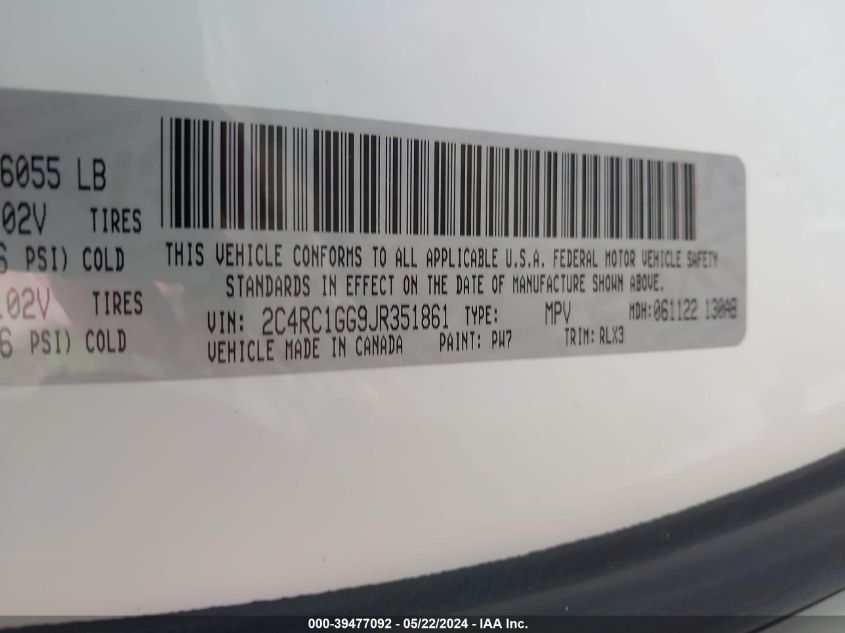 6055 LB
02V TIRES
6 PSI) COLD
102V TIRES
6 PSI) COLD
THIS VEHICLE CONFORMS TO ALL APPLICABLE U.S.A. FEDERAL MOTOR VEHICLE SAFETY
STANDARDS IN EFFECT ON THE DATE OF MANUFACTURE SHOWN ABOVE.
VIN: 2C4RC1GG9JR351861 TYPE: MPV MDH: 061122 130AB
VEHICLE MADE IN CANADA PAINT: PW7 TRIM: RLX3
000-39477092 - 05/22/2024 - IAA Inc.